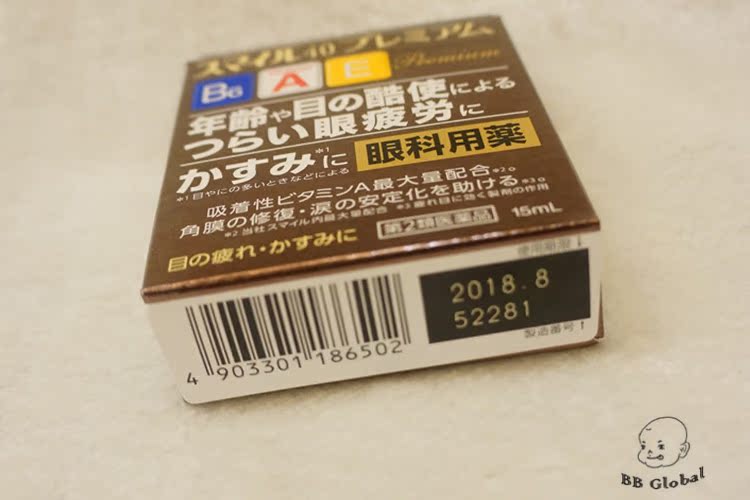 スマイル40 プレミアム
B6 A E Premium
年齢や目の酷使による
つらい眼疲労に
かすみ*1に 眼科用薬
*1 目やにの多いときなどによる
吸着性ビタミンA最大量配合*2。
角膜の修復・涙の安定化を助ける*3。
*2 当社スマイル内最大量配合 *3 疲れ目に効く製剤の作用
目の疲れ・かすみに 第2類医薬品 15mL
使用期限↑
2018.8
52281
製造番号↑
4 903301 186502
BB Global